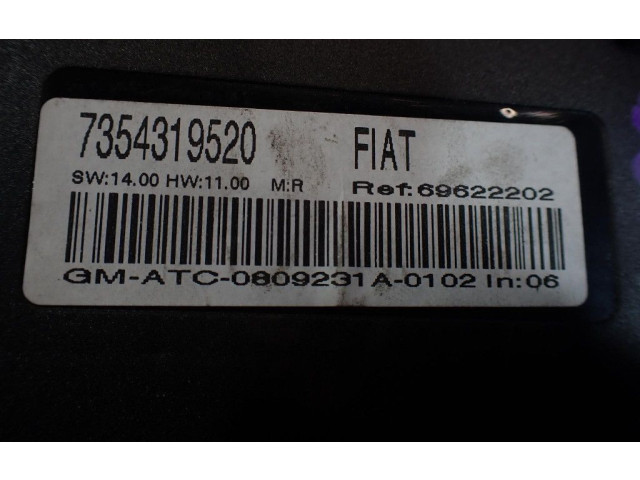 7354319520 FIAT
SW:14.00 HW:11.00 M:R Ref:69622202
GM-ATC-0809231A-0102 In:06